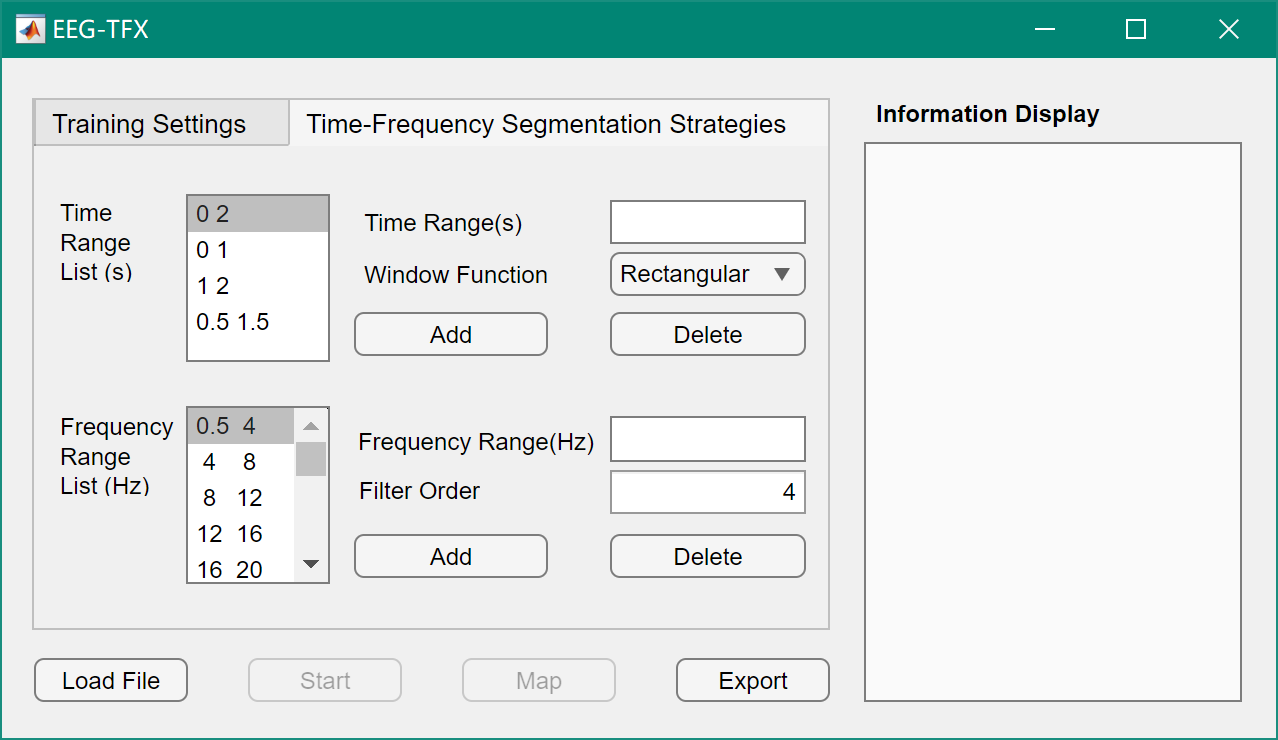 EEG-TFX
Training Settings
Time-Frequency Segmentation Strategies
Information Display
Time
Range
List (s)
0 2
0 1
1 2
0.5 1.5
Time Range(s)
Window Function
Rectangular
Add
Delete
Frequency
Range
List (Hz)
0.5 4
4 8
8 12
12 16
16 20
Frequency Range(Hz)
Filter Order
4
Add
Delete
Load File
Start
Map
Export